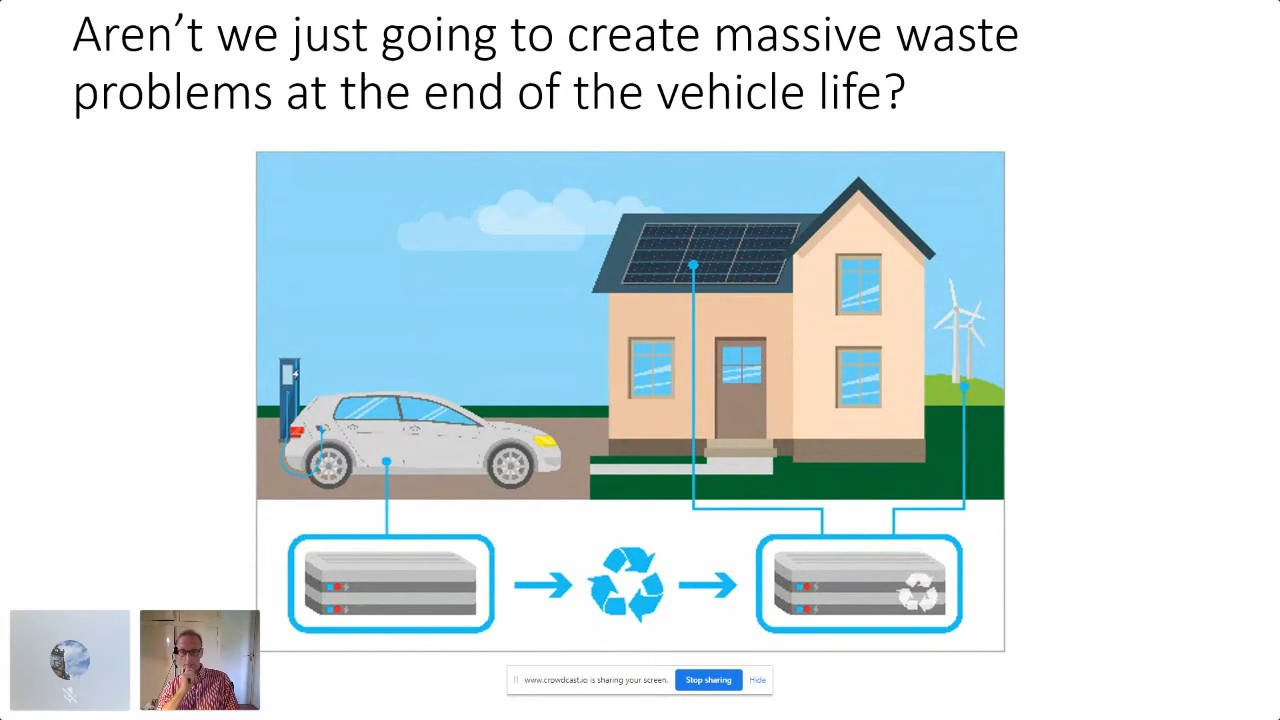 Aren’t we just going to create massive waste
problems at the end of the vehicle life?
www.crowdcast.io is sharing your screen.
Stop sharing
Hide